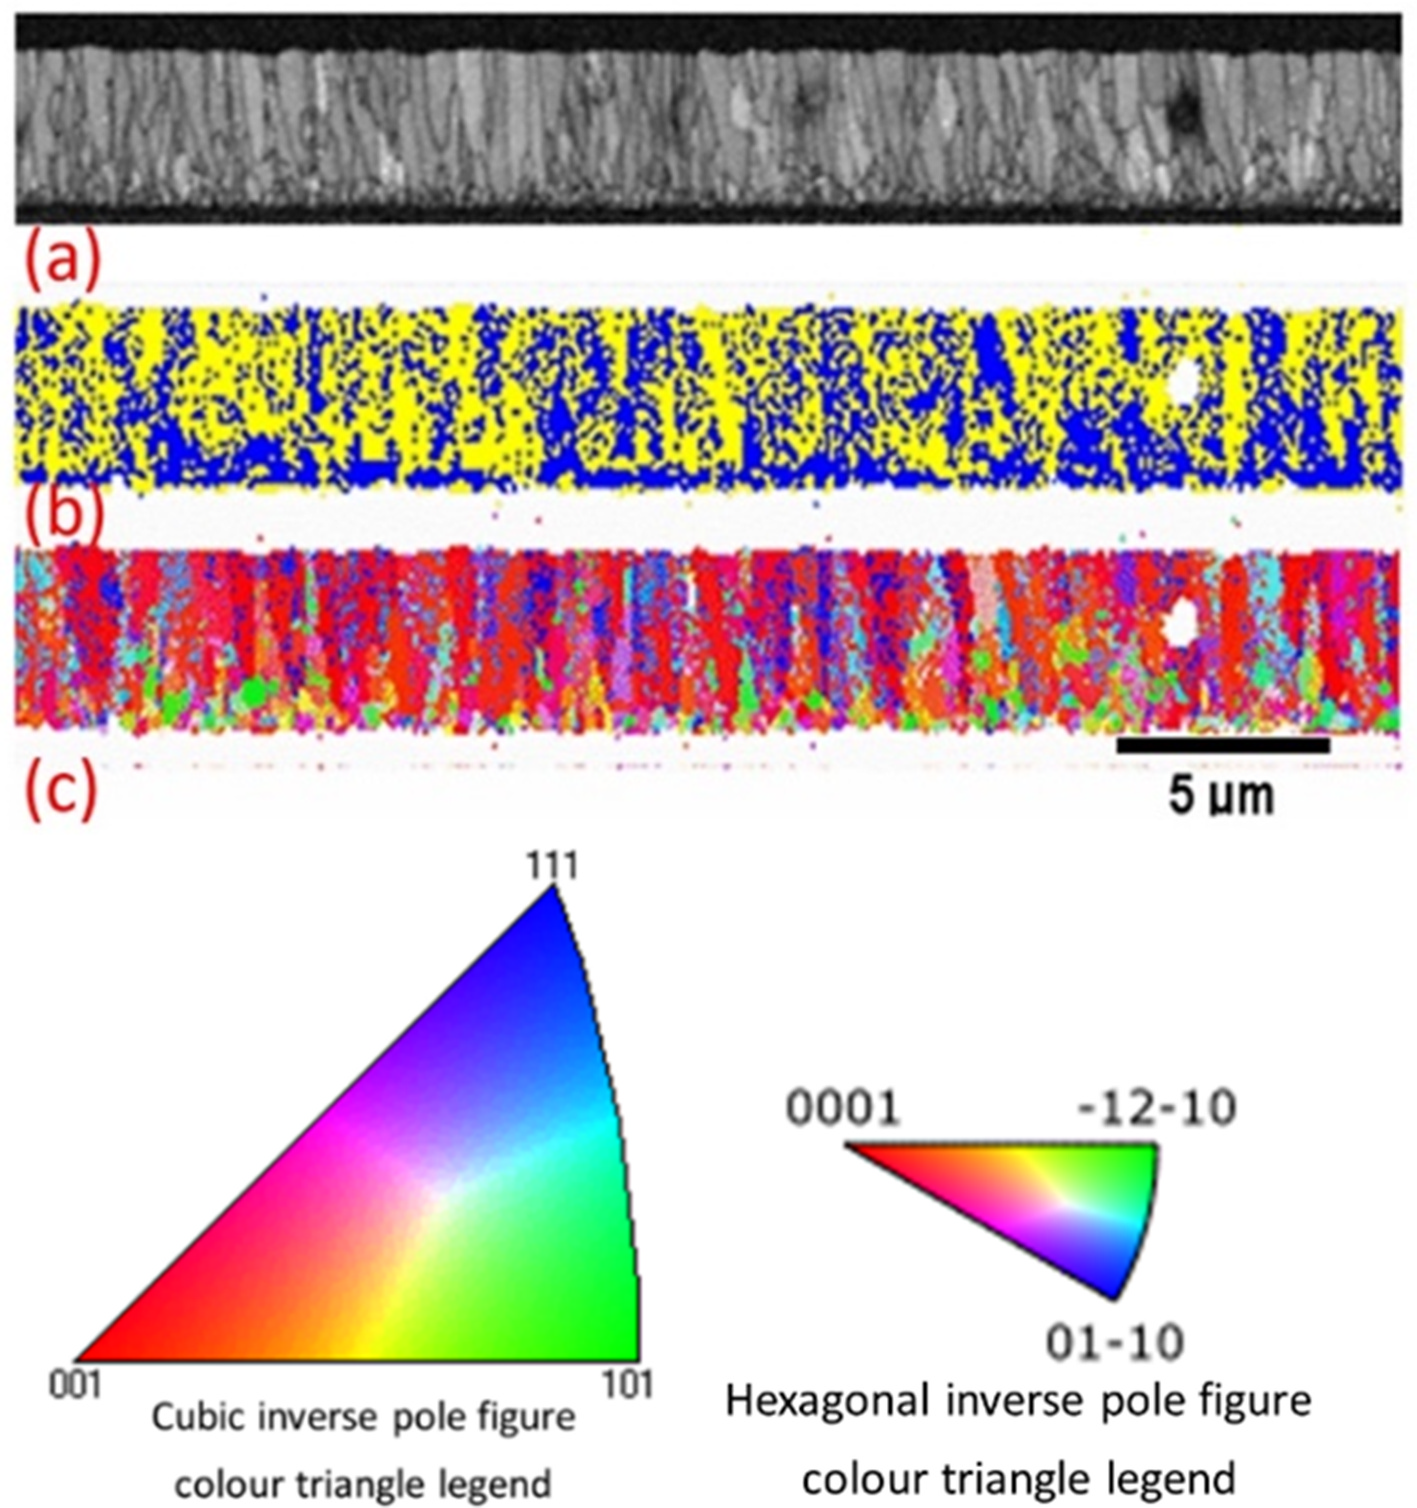 (a)
(b)
(c)
5 µm
111
001
101
Cubic inverse pole figure
colour triangle legend
0001
-12-10
01-10
Hexagonal inverse pole figure
colour triangle legend